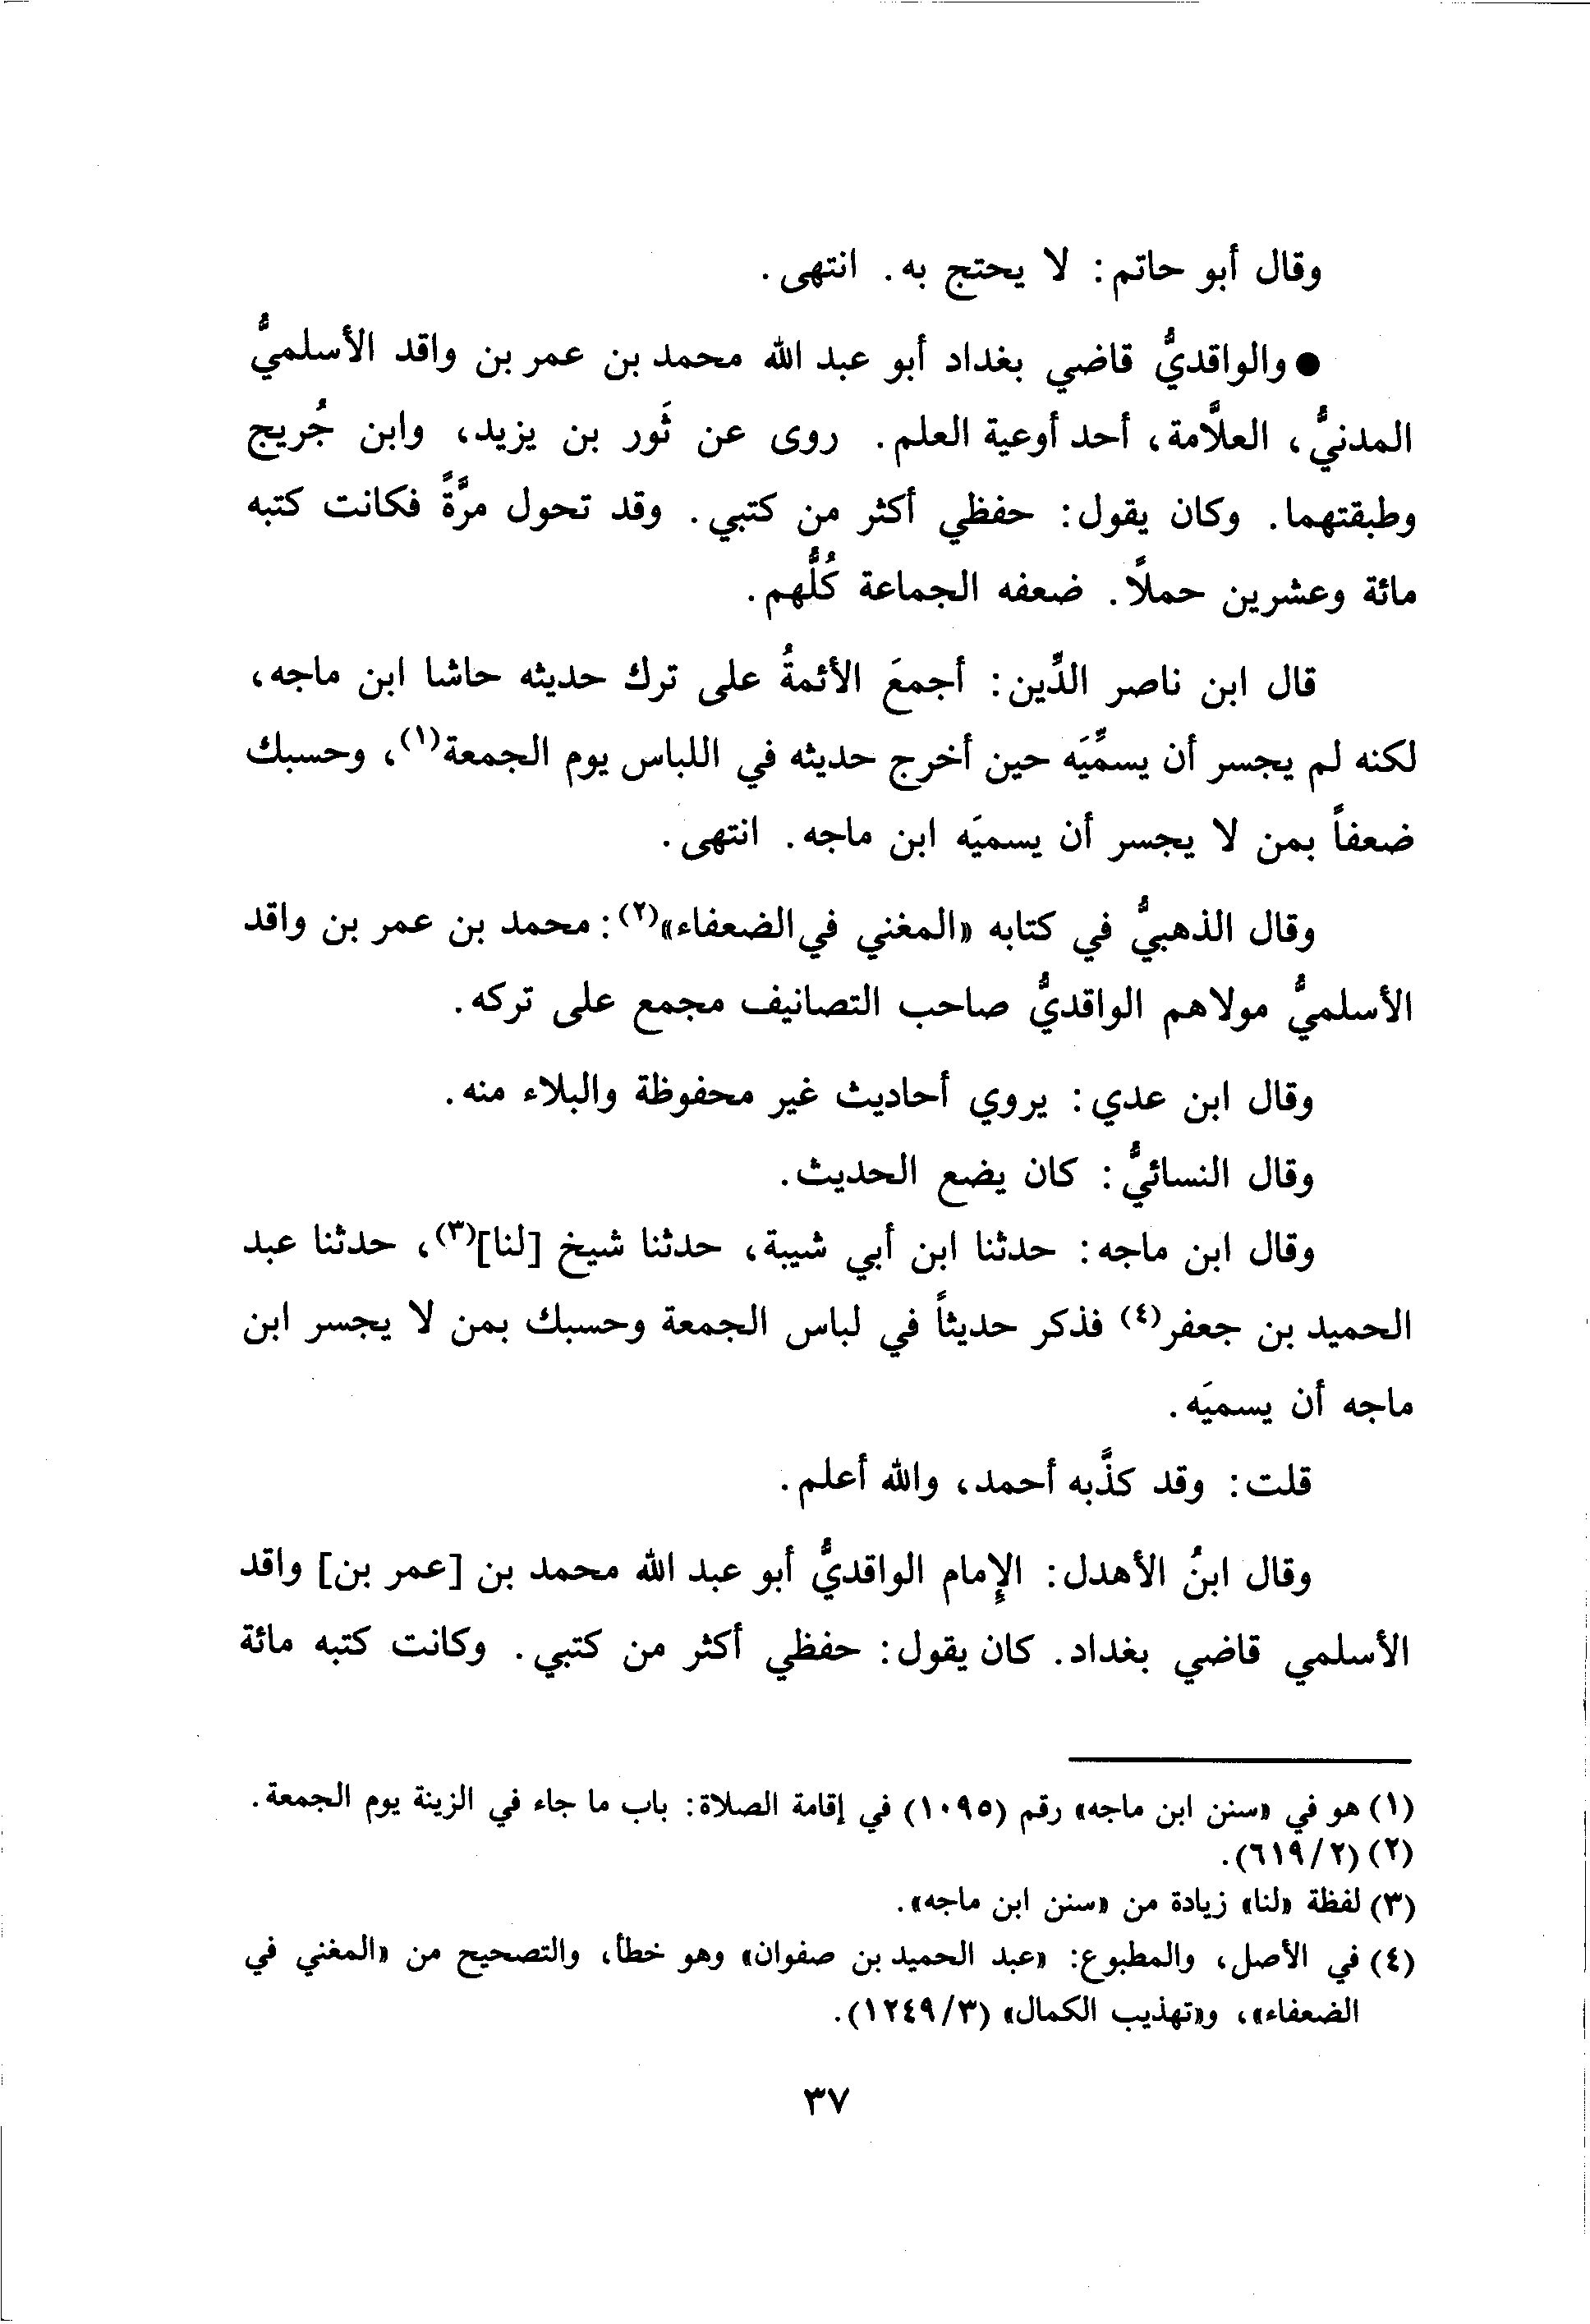 وقال أبو حاتم: لا يحتج به. انتهى.
● والواقديُّ قاضي بغداد أبو عبد الله محمد بن عمر بن واقد الأسلميُّ
المدنيُّ، العلاَّمة، أحد أوعية العلم. روى عن ثَور بن يزيد، وابن جُريج
وطبقتهما. وكان يقول: حفظي أكثر من كتبي. وقد تحول مرَّةً فكانت كتبه
مائة وعشرين حملاً. ضعفه الجماعة كُلُّهم.
قال ابن ناصر الدِّين: أجمعَ الأئمةُ على ترك حديثه حاشا ابن ماجه،
لكنه لم يجسر أن يسمِّيَه حين أخرج حديثه في اللباس يوم الجمعة(١)، وحسبك
ضعفاً بمن لا يجسر أن يسميَه ابن ماجه. انتهى.
وقال الذهبيُّ في كتابه «المغني في الضعفاء»(٢): محمد بن عمر بن واقد
الأسلميُّ مولاهم الواقديُّ صاحب التصانيف مجمع على تركه.
وقال ابن عدي: يروي أحاديث غير محفوظة والبلاء منه.
وقال النسائيُّ: كان يضع الحديث.
وقال ابن ماجه: حدثنا ابن أبي شيبة، حدثنا شيخ [لنا](٣)، حدثنا عبد
الحميد بن جعفر(٤) فذكر حديثاً في لباس الجمعة وحسبك بمن لا يجسر ابن
ماجه أن يسميَه.
قلت: وقد كذَّبه أحمد، والله أعلم.
وقال ابنُ الأهدل: الإِمام الواقديُّ أبو عبد الله محمد بن [عمر بن] واقد
الأسلمي قاضي بغداد. كان يقول: حفظي أكثر من كتبي. وكانت كتبه مائة
(١) هو في «سنن ابن ماجه» رقم (١٠٩٥) في إقامة الصلاة: باب ما جاء في الزينة يوم الجمعة.
(٢) (٦١٩/٢).
(٣) لفظة «لنا» زيادة من «سنن ابن ماجه».
(٤) في الأصل، والمطبوع: «عبد الحميد بن صفوان» وهو خطأ، والتصحيح من «المغني في
الضعفاء»، و«تهذيب الكمال» (١٢٤٩/٣).
٣٧